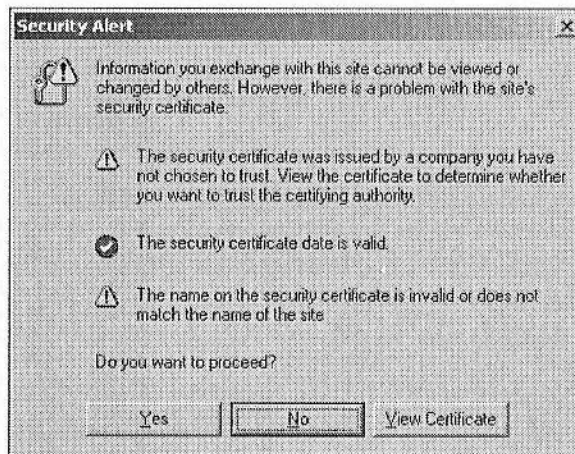 Security Alert
Information you exchange with this site cannot be viewed or
changed by others. However, there is a problem with the site's
security certificate.
The security certificate was issued by a company you have
not chosen to trust. View the certificate to determine whether
you want to trust the certifying authority.
The security certificate date is valid.
The name on the security certificate is invalid or does not
match the name of the site
Do you want to proceed?
Yes No View Certificate